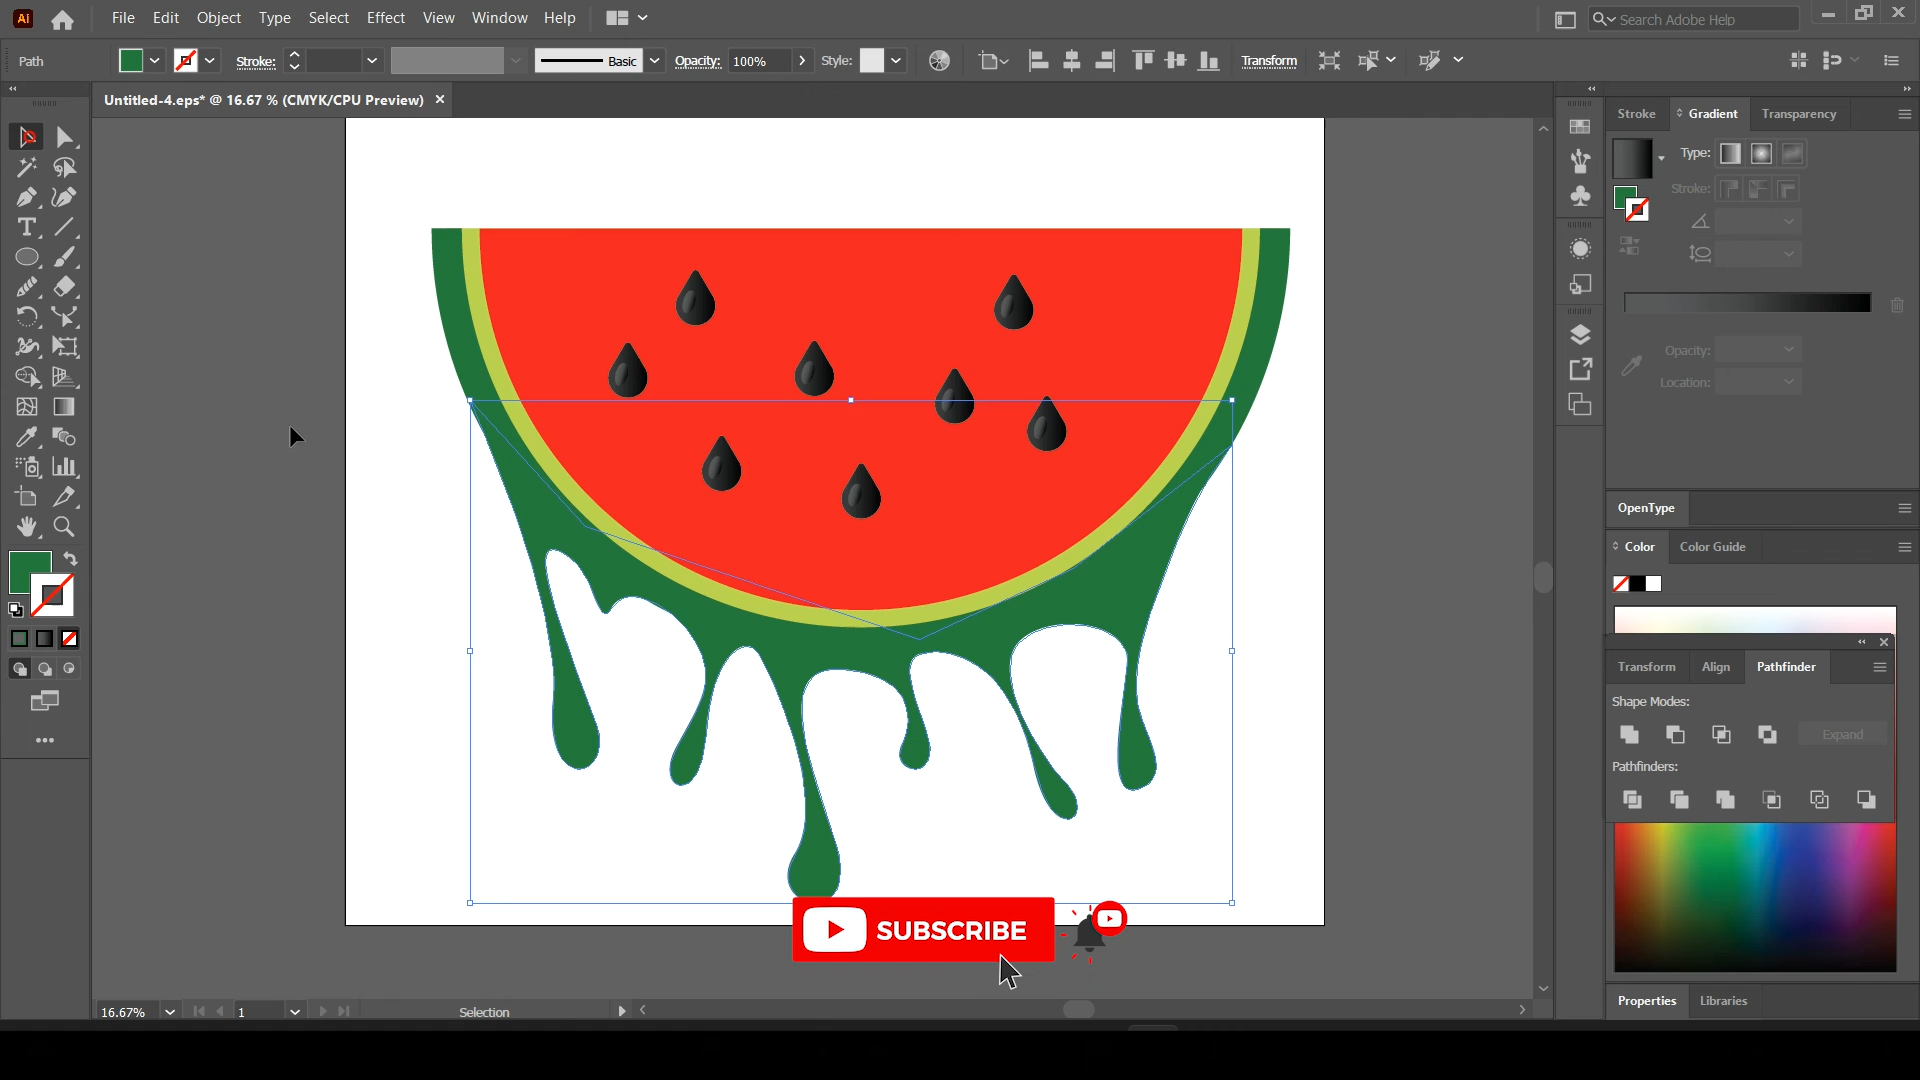 Ai File Edit Object Type Select Effect View Window Help Search Adobe Help
Path Stroke: Basic Opacity: 100% Style: Transform
Untitled-4.eps* @ 16.67 % (CMYK/CPU Preview) ×
Stroke Gradient Transparency
Type:
Stroke:
Opacity:
Location:
OpenType
Color Color Guide
Transform Align Pathfinder
Shape Modes:
Expand
Pathfinders:
SUBSCRIBE
Properties Libraries
16.67% 1 Selection